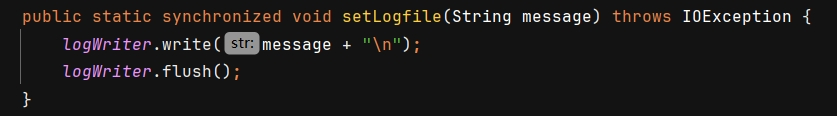 public static synchronized void setLogfile(String message) throws IOException {
    logWriter.write( str: message + "\n");
    logWriter.flush();
}